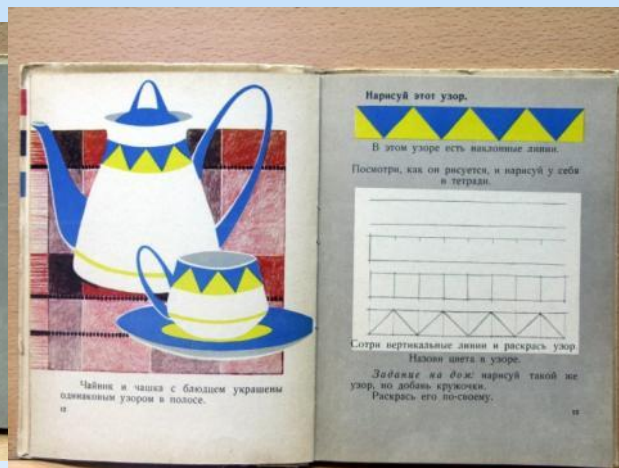 Чайник и чашка с блюдцем украшены
одинаковым узором в полосе.
12
Нарисуй этот узор.
В этом узоре есть наклонные линии.
Посмотри, как он рисуется, и нарисуй у себя
в тетради.
Сотри вертикальные линии и раскрась узор
Назови цвета в узоре.
Задание на дом: нарисуй такой же
узор, но добавь кружочки.
Раскрась его по-своему.
13